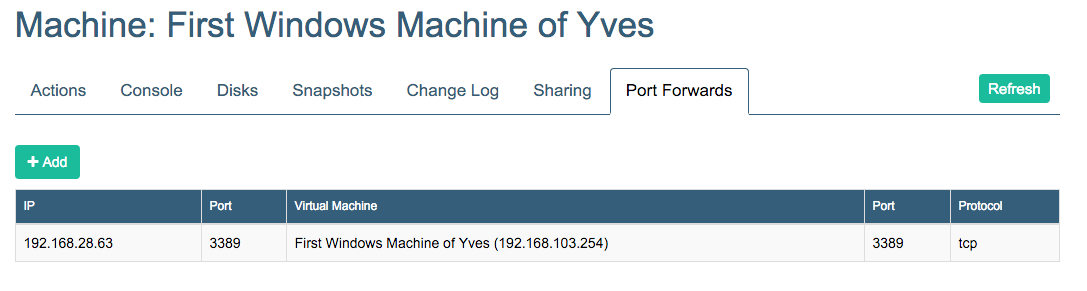 Machine: First Windows Machine of Yves
Actions Console Disks Snapshots Change Log Sharing Port Forwards Refresh
+ Add
IP Port Virtual Machine Port Protocol
192.168.28.63 3389 First Windows Machine of Yves (192.168.103.254) 3389 tcp